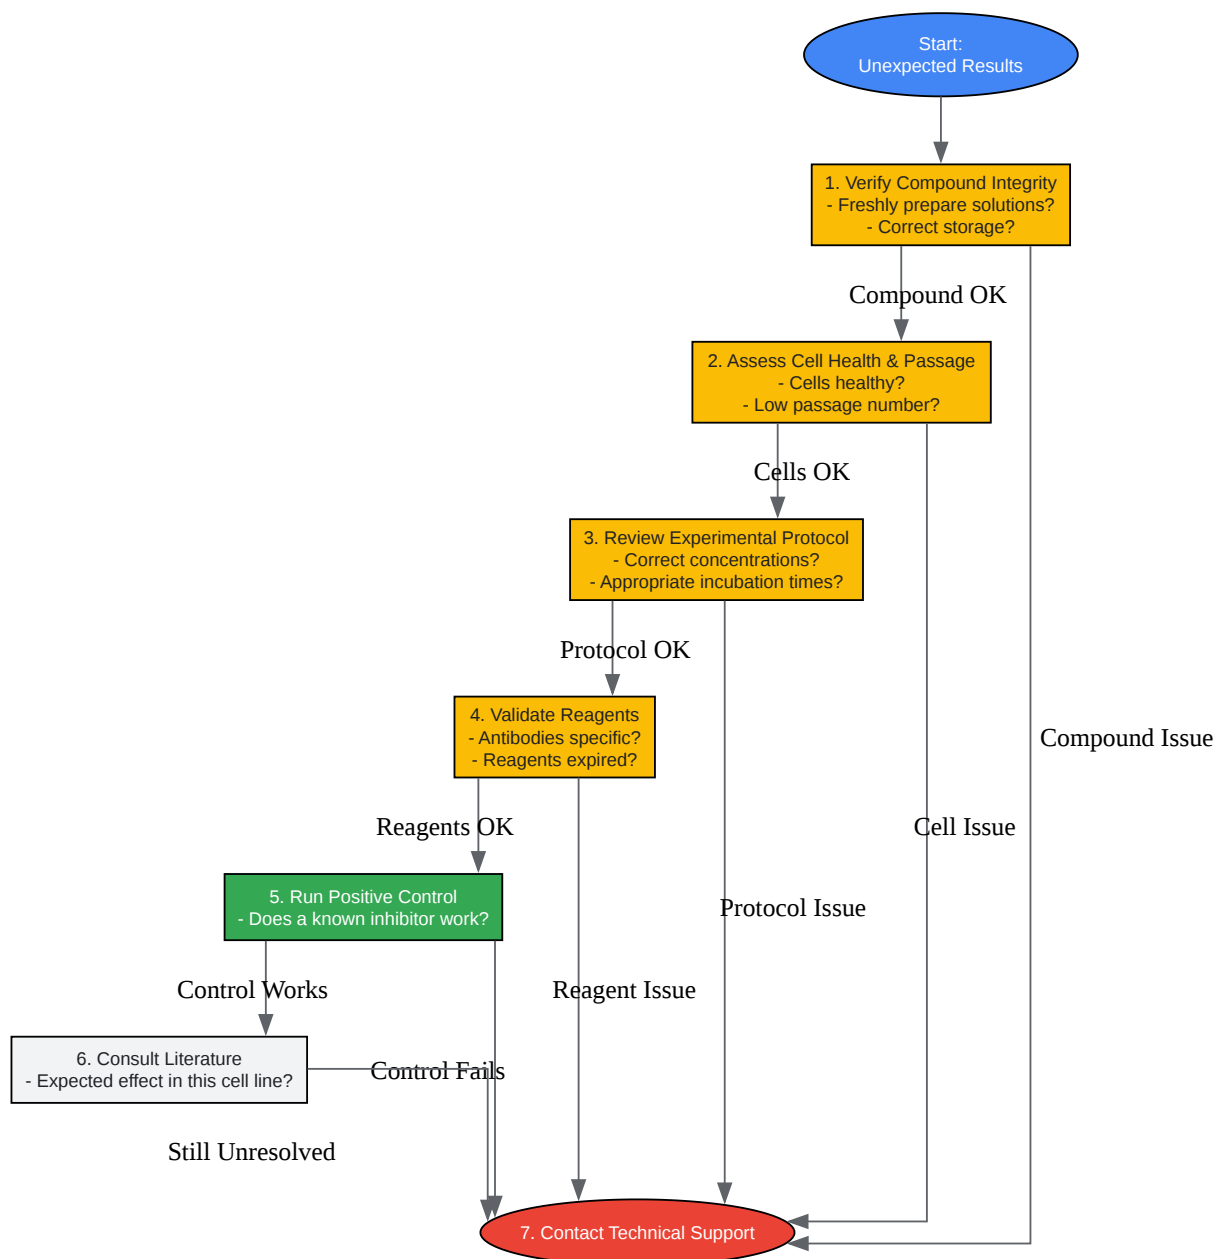 Start:
Unexpected Results
1. Verify Compound Integrity
- Freshly prepare solutions?
- Correct storage?
Compound OK
2. Assess Cell Health & Passage
- Cells healthy?
- Low passage number?
Cells OK
3. Review Experimental Protocol
- Correct concentrations?
- Appropriate incubation times?
Protocol OK
4. Validate Reagents
- Antibodies specific?
- Reagents expired?
Compound Issue
Reagents OK
Cell Issue
5. Run Positive Control
- Does a known inhibitor work?
Protocol Issue
Control Works
Reagent Issue
6. Consult Literature
- Expected effect in this cell line?
Control Fails
Still Unresolved
7. Contact Technical Support